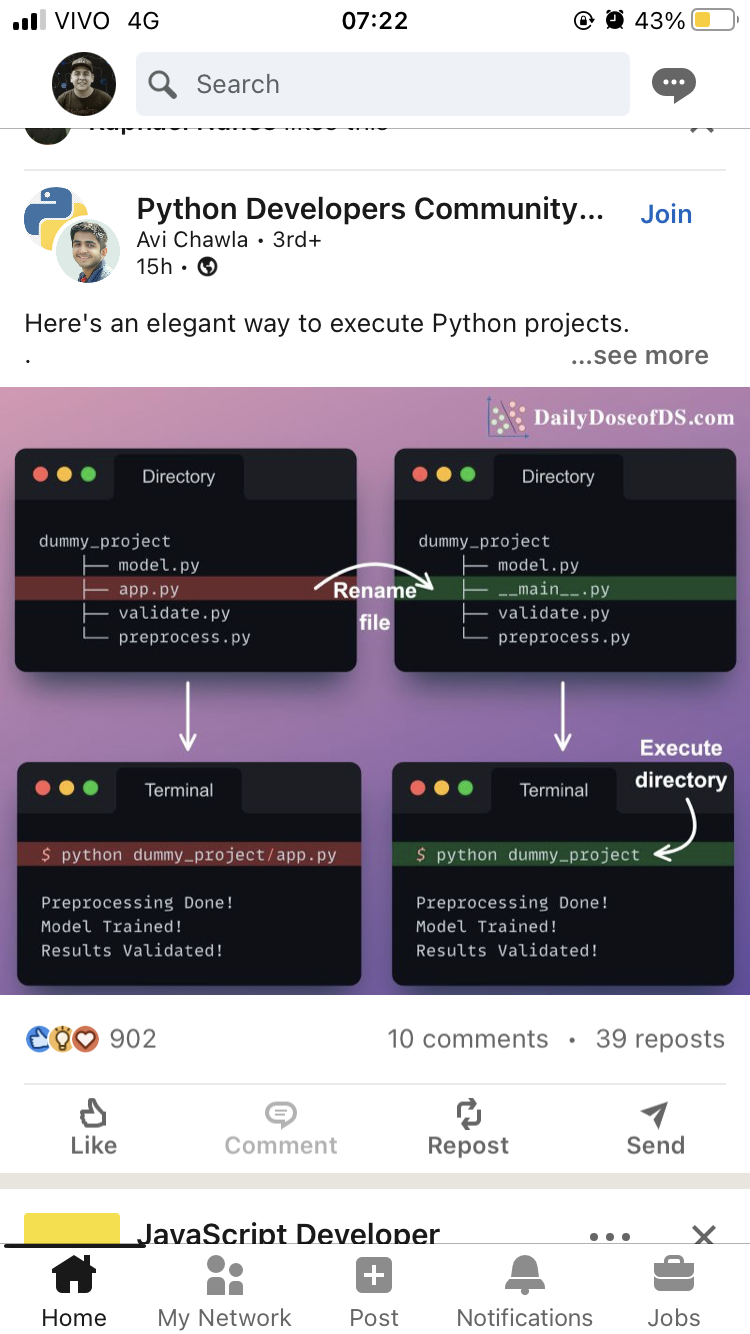 VIVO 4G 07:22 43%
Search
likes this
Python Developers Community...
Join
Avi Chawla • 3rd+
15h •
Here's an elegant way to execute Python projects.
.
...see more
DailyDoseofDS.com
Directory
dummy_project
├── model.py
├── app.py
├── validate.py
└── preprocess.py
Rename
file
Directory
dummy_project
├── model.py
├── __main__.py
├── validate.py
└── preprocess.py
Terminal
$ python dummy_project/app.py
Preprocessing Done!
Model Trained!
Results Validated!
Execute
directory
Terminal
$ python dummy_project
Preprocessing Done!
Model Trained!
Results Validated!
902
10 comments • 39 reposts
Like
Comment
Repost
Send
JavaScript Developer
Home
My Network
Post
Notifications
Jobs